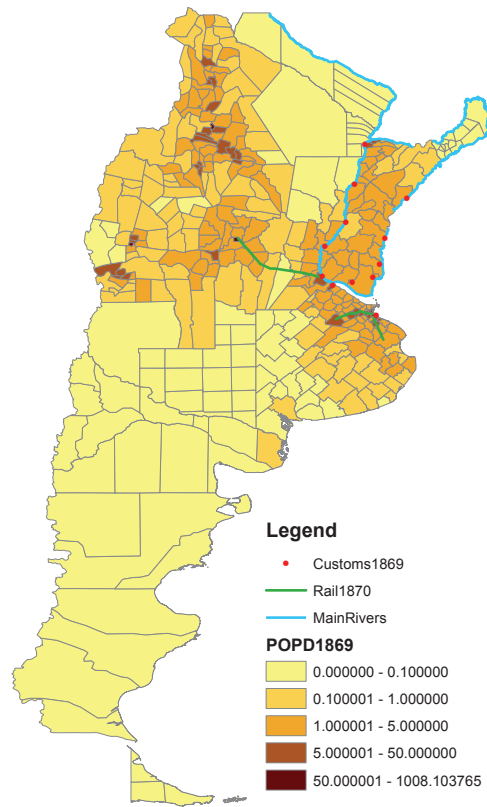 Legend
Customs1869
Rail1870
MainRivers
POPD1869
0.000000 - 0.100000
0.100001 - 1.000000
1.000001 - 5.000000
5.000001 - 50.000000
50.000001 - 1008.103765